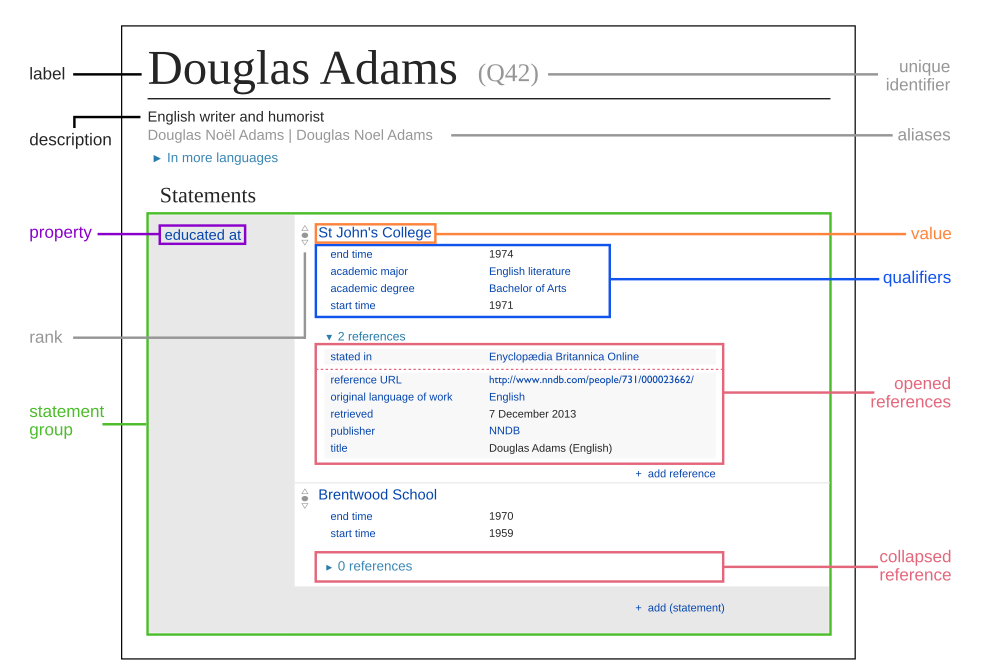 label
Douglas Adams (Q42)
unique
identifier
description
English writer and humorist
Douglas Noël Adams | Douglas Noel Adams
aliases
► In more languages
Statements
property
educated at
St John's College
value
end time 1974
academic major English literature
academic degree Bachelor of Arts
start time 1971
qualifiers
rank
▼ 2 references
stated in Enyclopædia Britannica Online
reference URL http://www.nndb.com/people/731/000023662/
original language of work English
retrieved 7 December 2013
publisher NNDB
title Douglas Adams (English)
opened
references
statement
group
+ add reference
Brentwood School
end time 1970
start time 1959
► 0 references
collapsed
reference
+ add (statement)